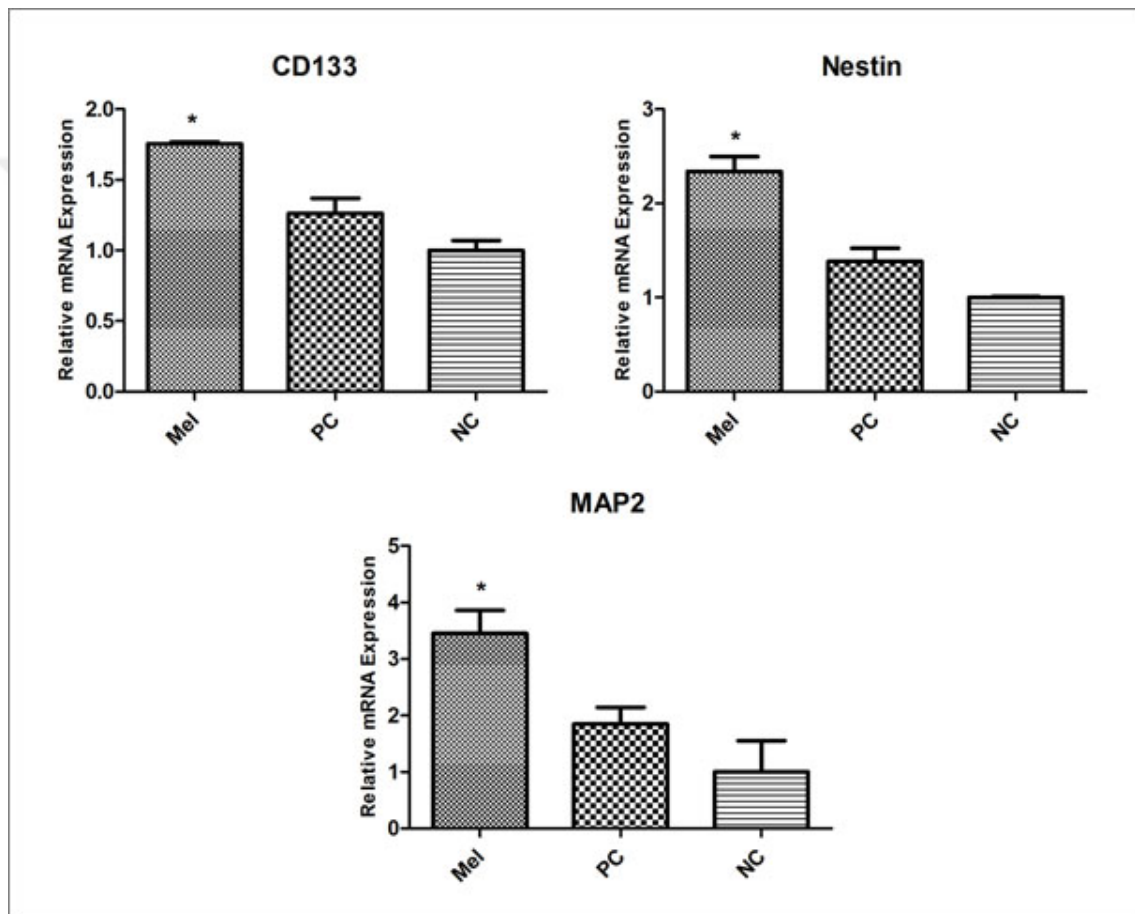 CD133
Relative mRNA Expression
2.0
1.5
1.0
0.5
0.0
*
Mel
PC
NC
Nestin
Relative mRNA Expression
3
2
1
0
*
Mel
PC
NC
MAP2
Relative mRNA Expression
5
4
3
2
1
0
*
Mel
PC
NC